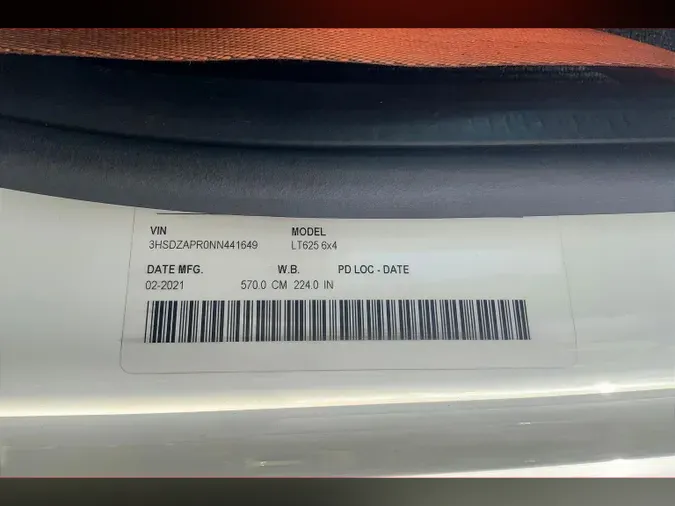 VIN MODEL
3HSDZAPR0NN441649 LT625 6x4
DATE MFG. W.B. PD LOC - DATE
02-2021 570.0 CM 224.0 IN